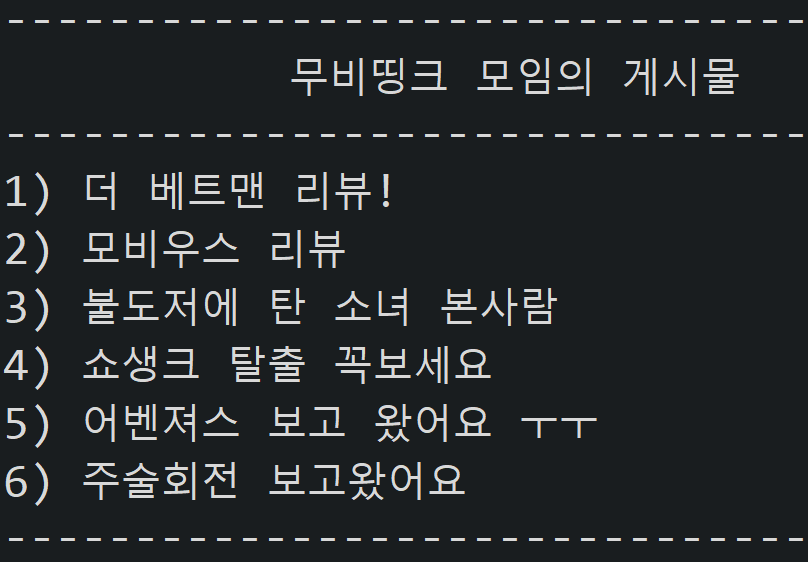 -------------------------------
무비띵크 모임의 게시물
-------------------------------
1) 더 베트맨 리뷰!
2) 모비우스 리뷰
3) 불도저에 탄 소녀 본사람
4) 쇼생크 탈출 꼭보세요
5) 어벤져스 보고 왔어요 ㅜㅜ
6) 주술회전 보고왔어요
-------------------------------